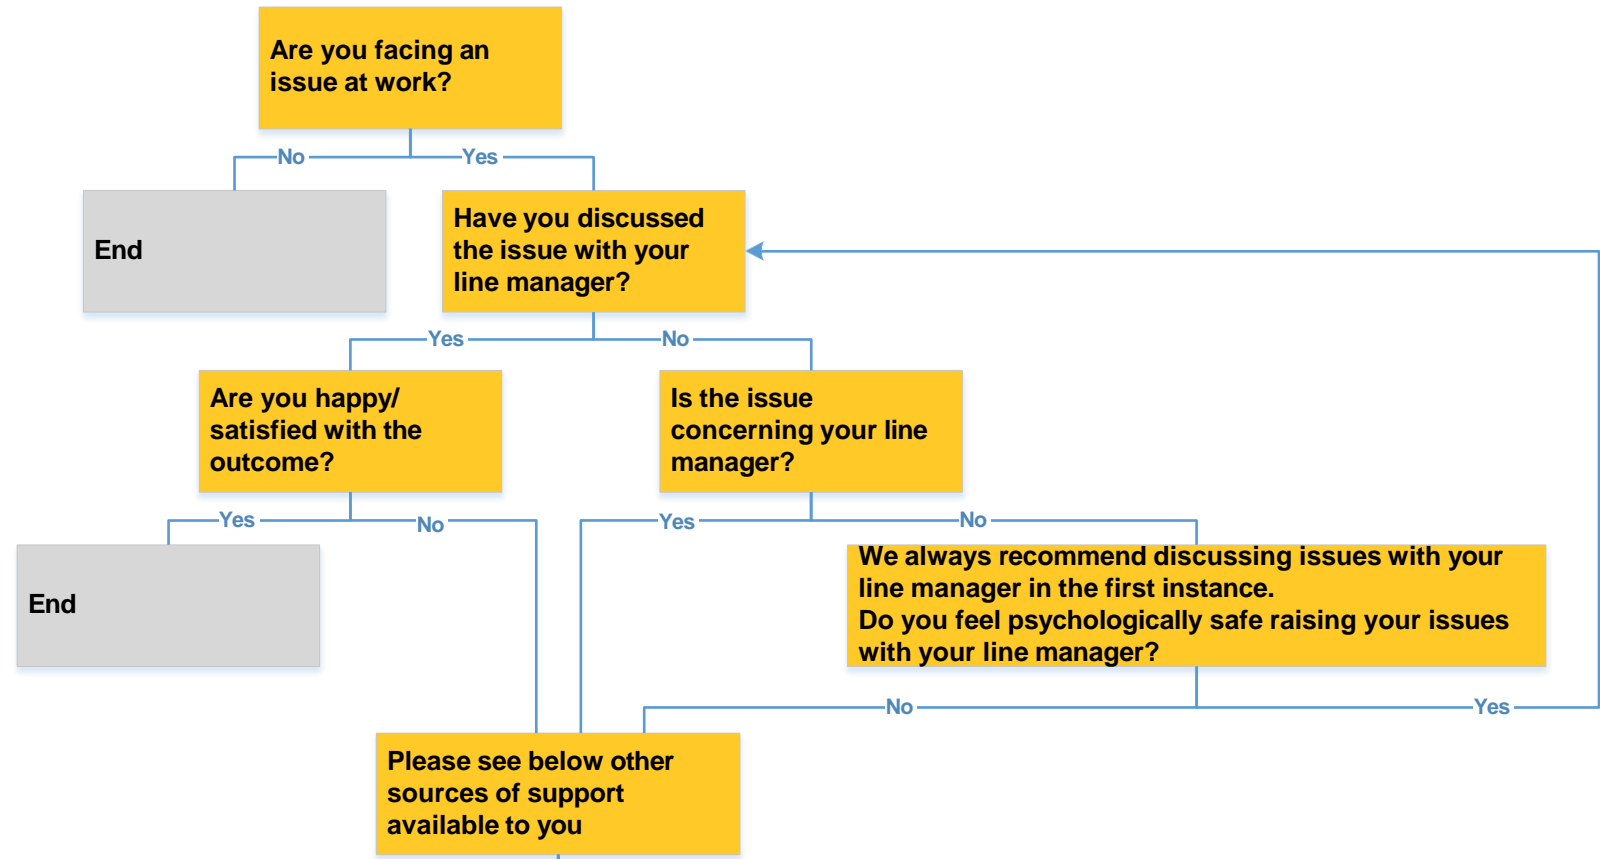 Are you facing an
issue at work?
No
Yes
End
Have you discussed
the issue with your
line manager?
Yes
No
Are you happy/
satisfied with the
outcome?
Is the issue
concerning your line
manager?
Yes
No
Yes
No
End
We always recommend discussing issues with your
line manager in the first instance.
Do you feel psychologically safe raising your issues
with your line manager?
No
Yes
Please see below other
sources of support
available to you